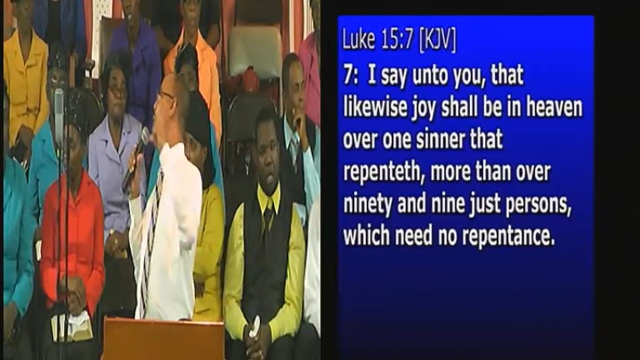 Luke 15:7 [KJV]
7: I say unto you, that
likewise joy shall be in heaven
over one sinner that
repenteth, more than over
ninety and nine just persons,
which need no repentance.